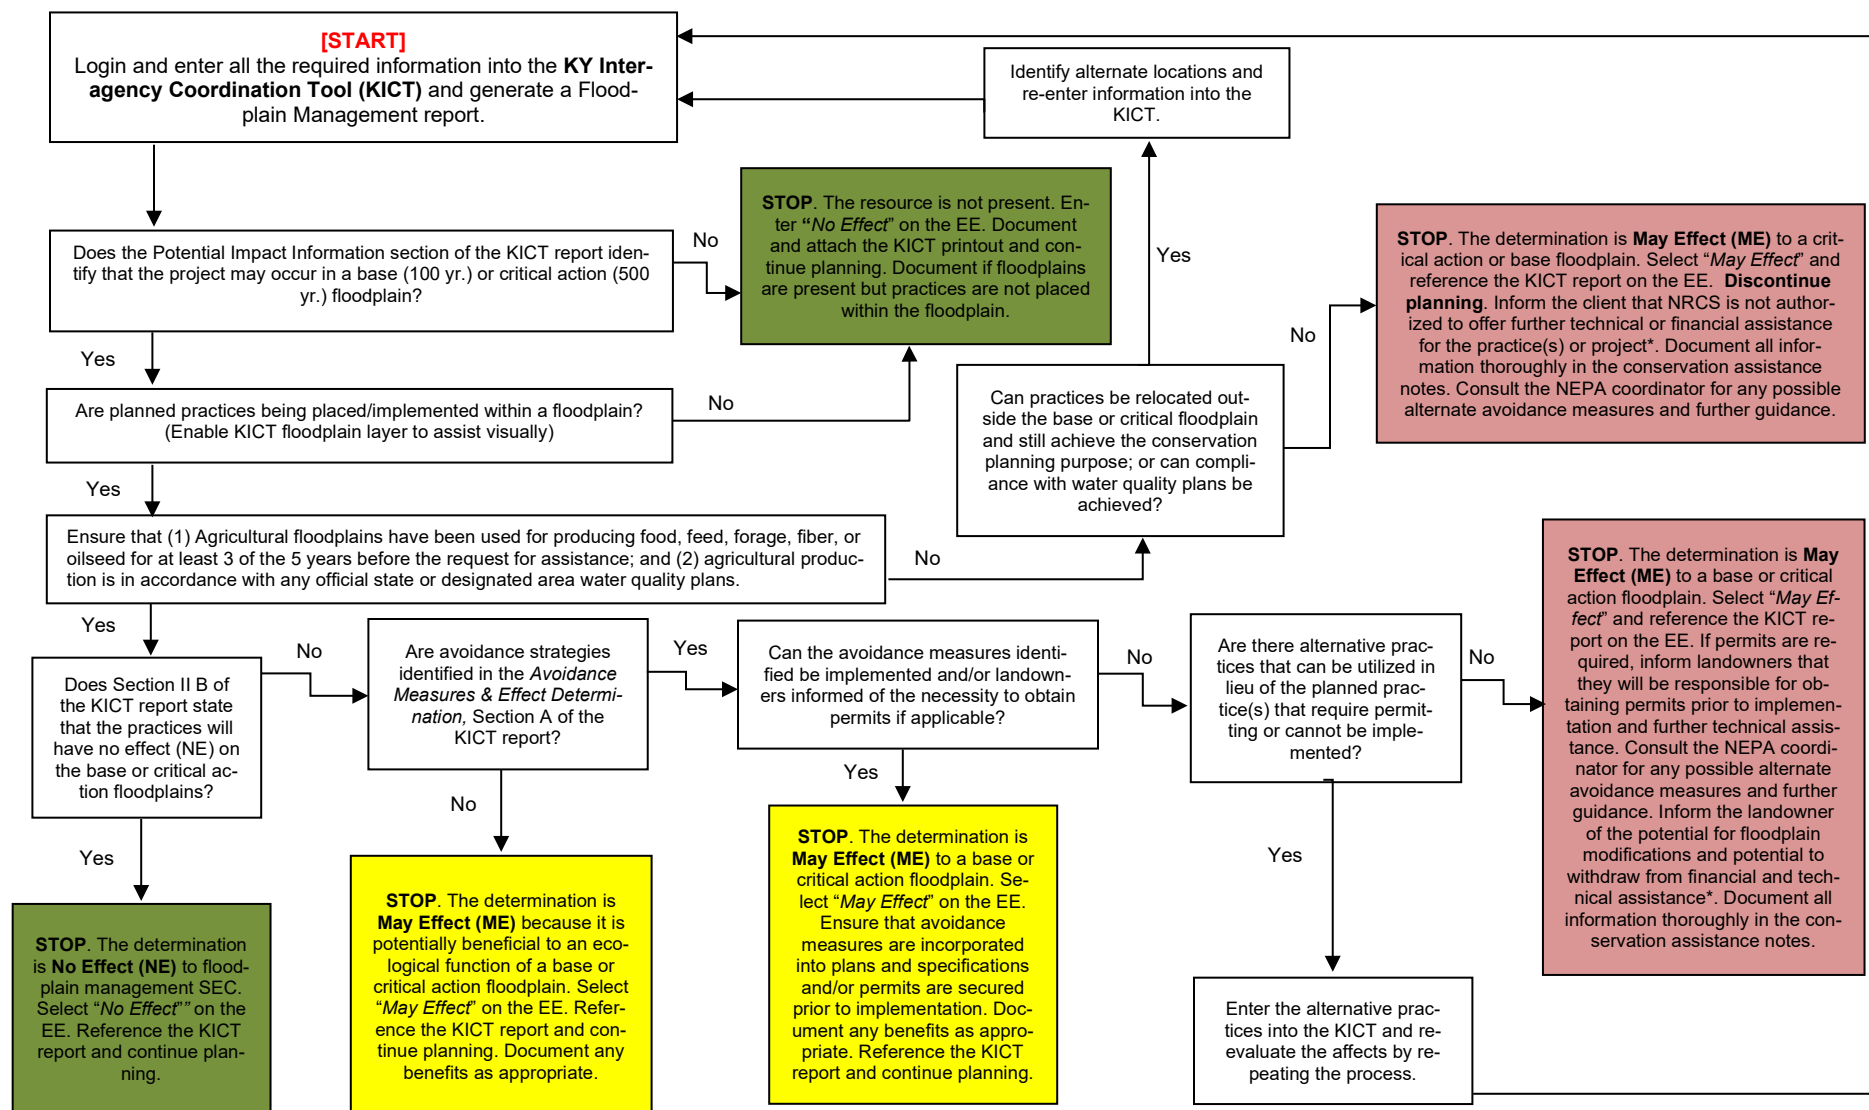 [START]
Login and enter all the required information into the KY Inter-
agency Coordination Tool (KICT) and generate a Flood-
plain Management report.
Identify alternate locations and
re-enter information into the
KICT.
Does the Potential Impact Information section of the KICT report iden-
tify that the project may occur in a base (100 yr.) or critical action (500
yr.) floodplain?
No
STOP. The resource is not present. En-
ter “No Effect” on the EE. Document
and attach the KICT printout and con-
tinue planning. Document if floodplains
are present but practices are not placed
within the floodplain.
Yes
STOP. The determination is May Effect (ME) to a crit-
ical action or base floodplain. Select “May Effect” and
reference the KICT report on the EE.  Discontinue
planning. Inform the client that NRCS is not author-
ized to offer further technical or financial assistance
for the practice(s) or project*. Document all infor-
mation thoroughly in the conservation assistance
notes. Consult the NEPA coordinator for any possible
alternate avoidance measures and further guidance.
Yes
Are planned practices being placed/implemented within a floodplain?
(Enable KICT floodplain layer to assist visually)
No
Can practices be relocated out-
side the base or critical floodplain
and still achieve the conservation
planning purpose; or can compli-
ance with water quality plans be
achieved?
No
Yes
Ensure that (1) Agricultural floodplains have been used for producing food, feed, forage, fiber, or
oilseed for at least 3 of the 5 years before the request for assistance; and (2) agricultural produc-
tion is in accordance with any official state or designated area water quality plans.
No
Yes
Does Section II B of
the KICT report state
that the practices will
have no effect (NE) on
the base or critical ac-
tion floodplains?
No
Are avoidance strategies
identified in the Avoidance
Measures & Effect Determi-
nation, Section A of the
KICT report?
Yes
Can the avoidance measures identi-
fied be implemented and/or landown-
ers informed of the necessity to obtain
permits if applicable?
No
Are there alternative prac-
tices that can be utilized in
lieu of the planned prac-
tice(s) that require permit-
ting or cannot be imple-
mented?
No
STOP. The determination is May
Effect (ME) to a base or critical
action floodplain. Select “May Ef-
fect” and reference the KICT re-
port on the EE. If permits are re-
quired, inform landowners that
they will be responsible for ob-
taining permits prior to implemen-
tation and further technical assis-
tance. Consult the NEPA coordi-
nator for any possible alternate
avoidance measures and further
guidance. Inform the landowner
of the potential for floodplain
modifications and potential to
withdraw from financial and tech-
nical assistance*. Document all
information thoroughly in the con-
servation assistance notes.
Yes
STOP. The determination
is No Effect (NE) to flood-
plain management SEC.
Select “No Effect”” on the
EE. Reference the KICT
report and continue plan-
ning.
No
STOP. The determination is
May Effect (ME) because it is
potentially beneficial to an eco-
logical function of a base or
critical action floodplain. Select
“May Effect” on the EE. Refer-
ence the KICT report and con-
tinue planning. Document any
benefits as appropriate.
Yes
STOP. The determination is
May Effect (ME) to a base or
critical action floodplain. Se-
lect “May Effect” on the EE.
Ensure that avoidance
measures are incorporated
into plans and specifications
and/or permits are secured
prior to implementation. Doc-
ument any benefits as appro-
priate. Reference the KICT
report and continue planning.
Yes
Enter the alternative prac-
tices into the KICT and re-
evaluate the affects by re-
peating the process.